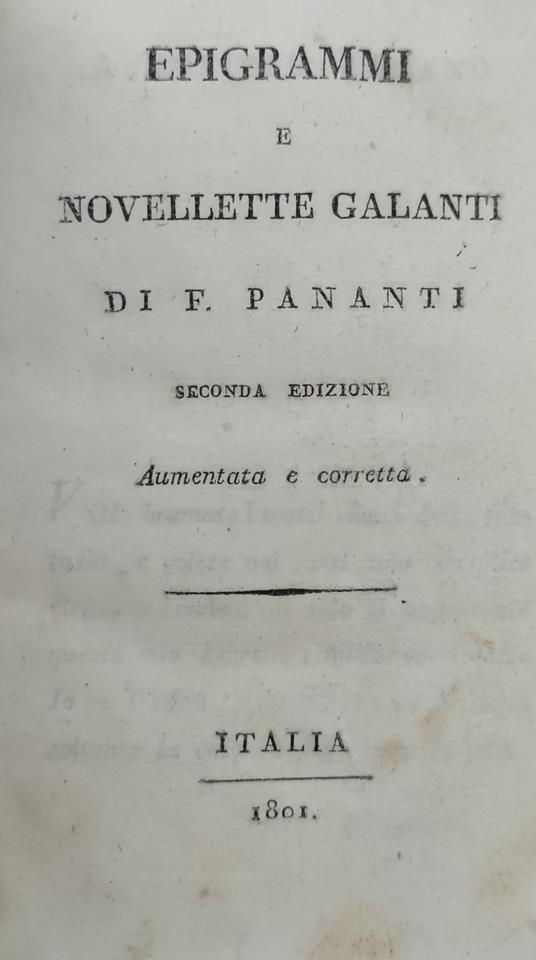 EPIGRAMMI
E
NOVELLETTE GALANTI
DI F. PANANTI
SECONDA EDIZIONE
Aumentata e corretta.
ITALIA
1801.